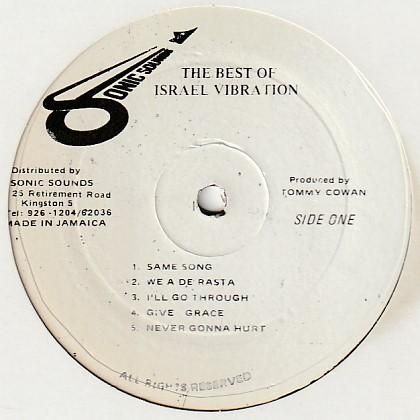 SONIC SOUNDS
THE BEST OF
ISRAEL VIBRATION
Distributed by
SONIC SOUNDS
25 Retirement Road
Kingston 5
Tel: 926-1204/62036
MADE IN JAMAICA
Produced by
TOMMY COWAN
SIDE ONE
1. SAME SONG
2. WE A DE RASTA
3. I'LL GO THROUGH
4. GIVE GRACE
5. NEVER GONNA HURT
ALL RIGHTS RESERVED